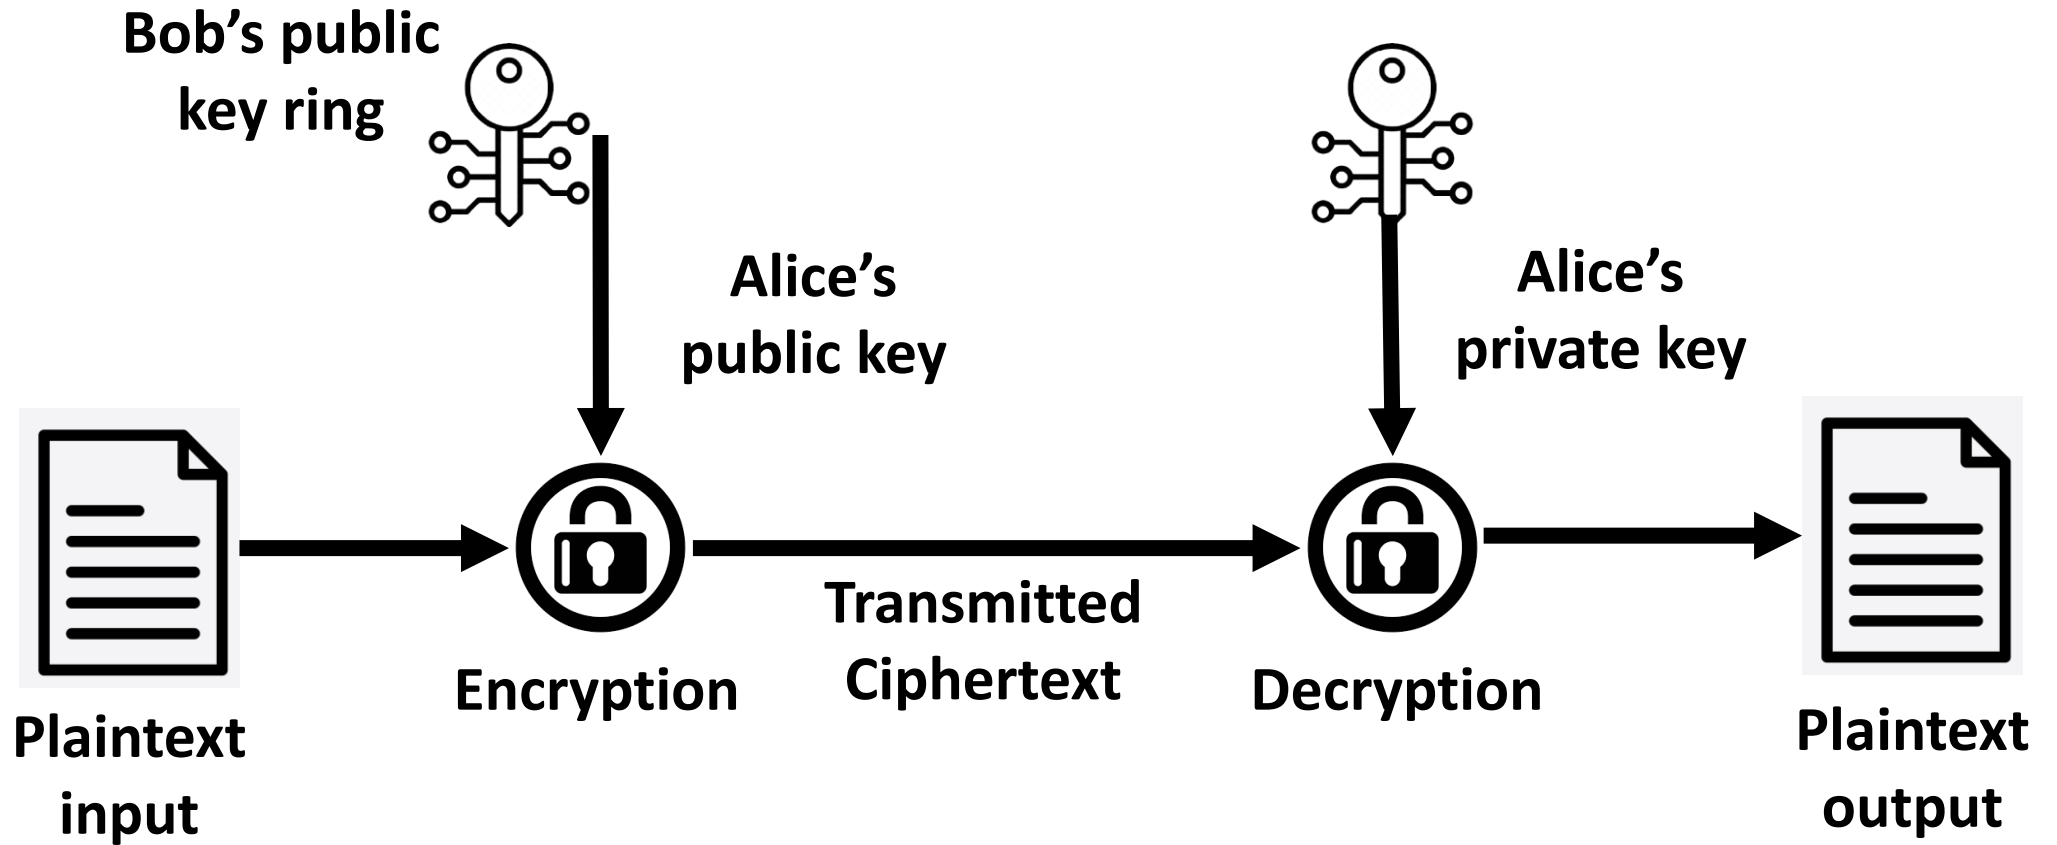 Bob’s public
key ring
Alice’s
public key
Alice’s
private key
Transmitted
Ciphertext
Encryption
Decryption
Plaintext
input
Plaintext
output